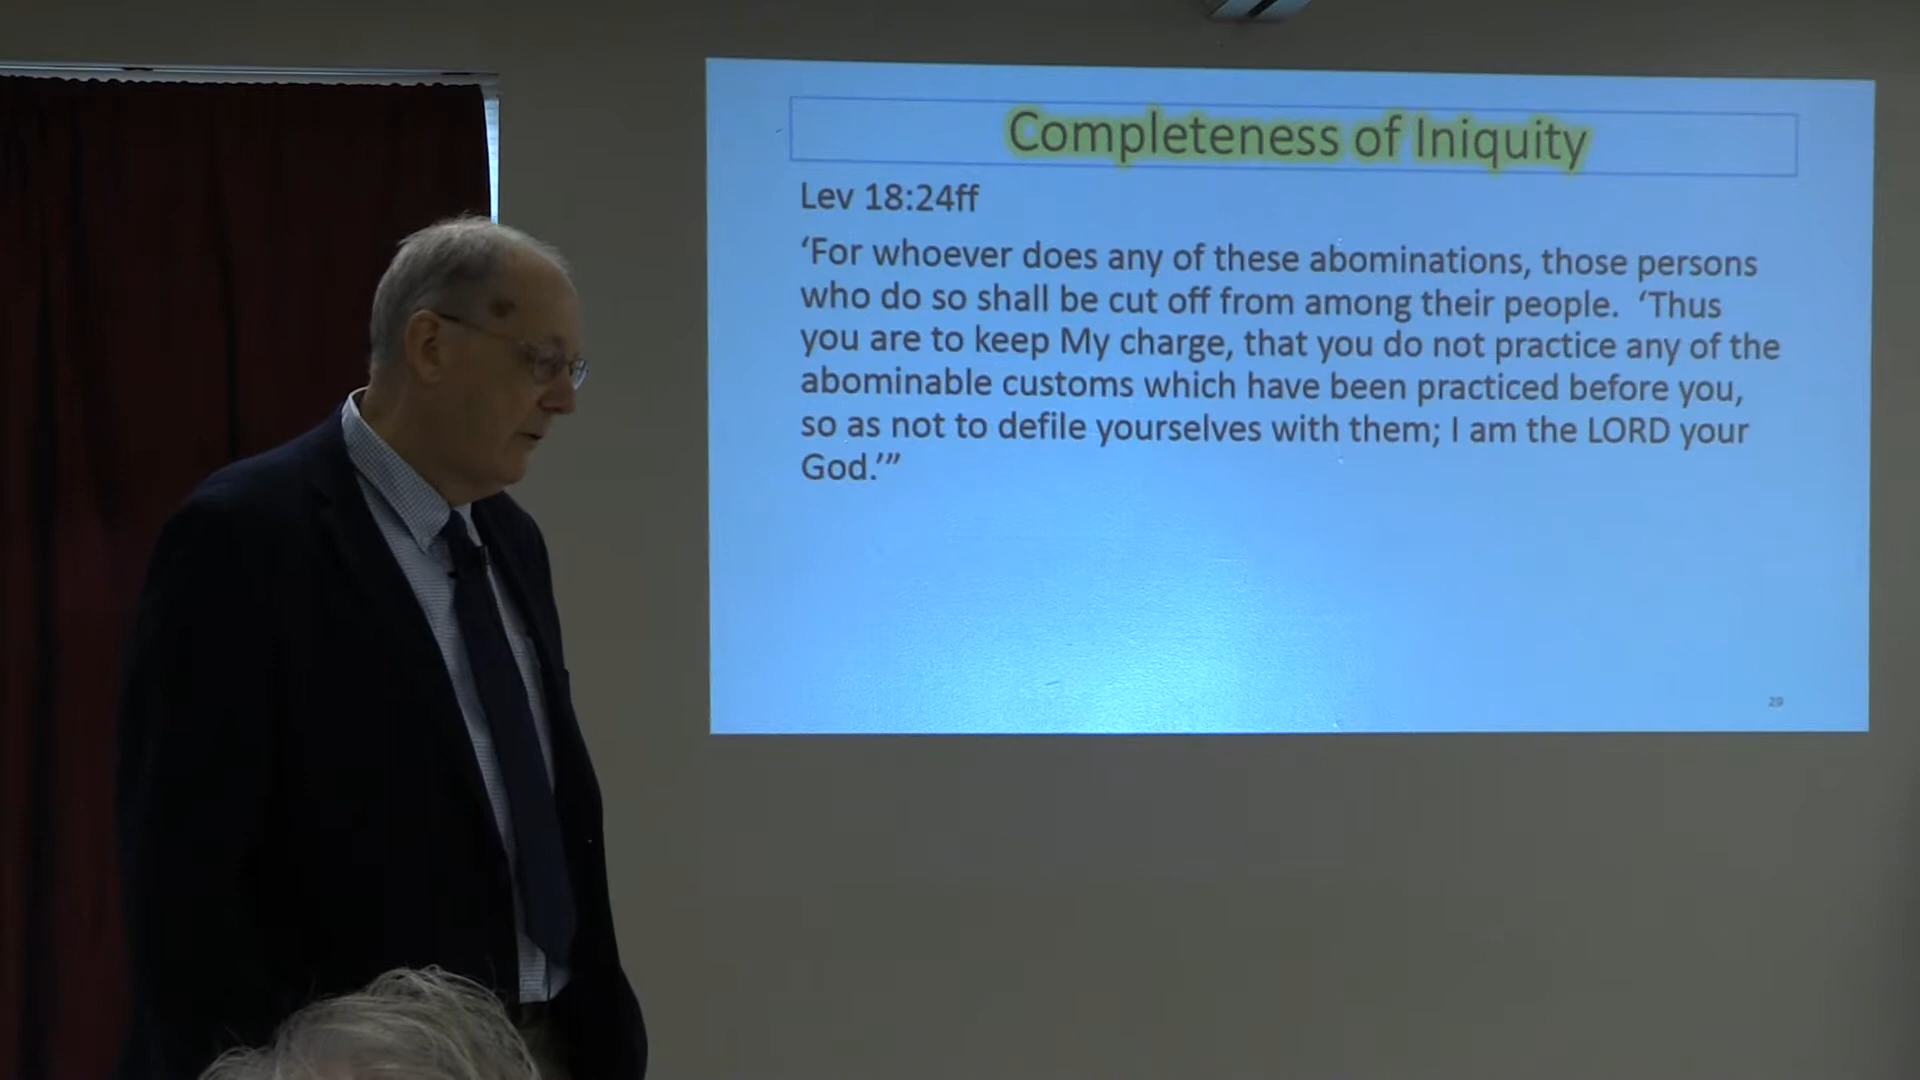 Completeness of Iniquity
Lev 18:24ff
‘For whoever does any of these abominations, those persons
who do so shall be cut off from among their people.  ‘Thus
you are to keep My charge, that you do not practice any of the
abominable customs which have been practiced before you,
so as not to defile yourselves with them; I am the LORD your
God.’”
29